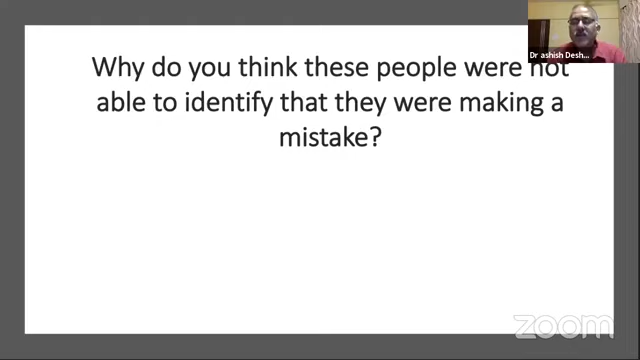 Why do you think these people were not
able to identify that they were making a
mistake?
Dr ashish Desh...
zoom